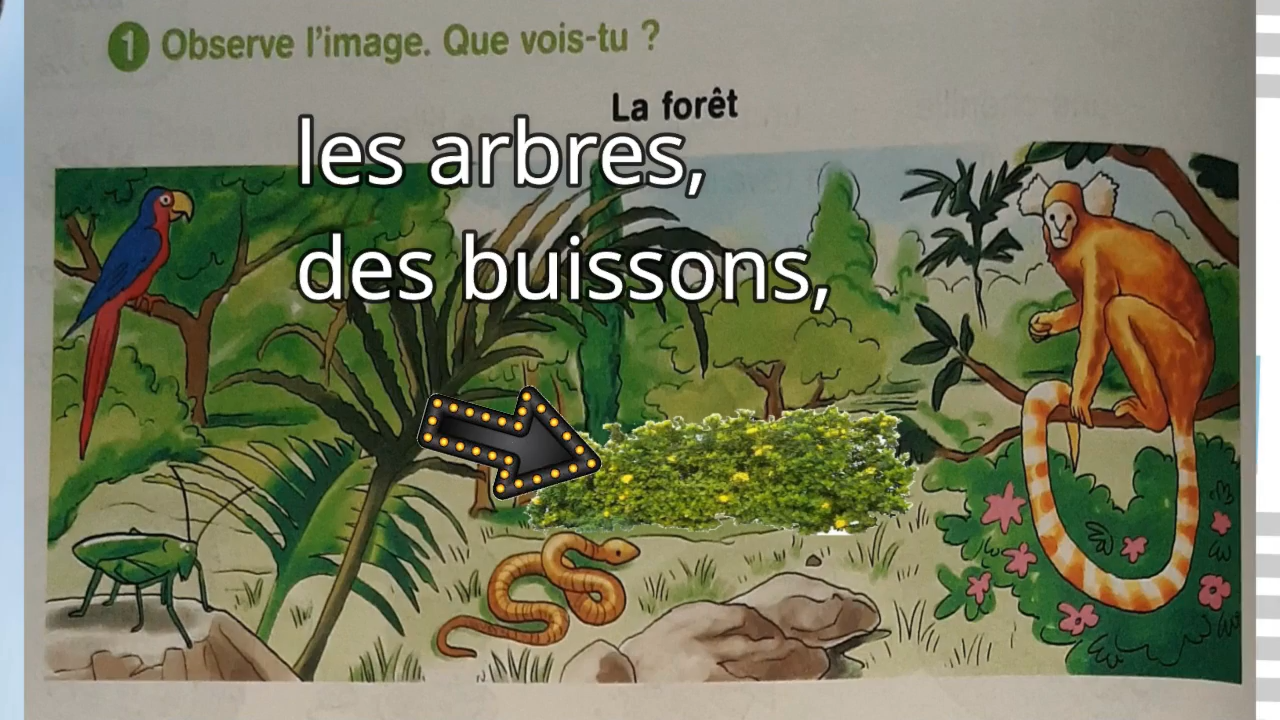 1 Observe l'image. Que vois-tu ?
La forêt
les arbres,
des buissons,